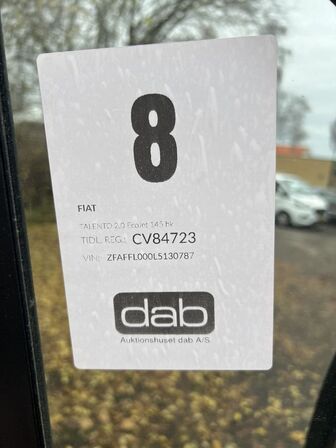 8
FIAT
TALENTO 2.0 EcoJet 145 hk
TIDL. REG.: CV84723
VIN: ZFAFFL000L5130787
dab
Auktionshuset dab A/S